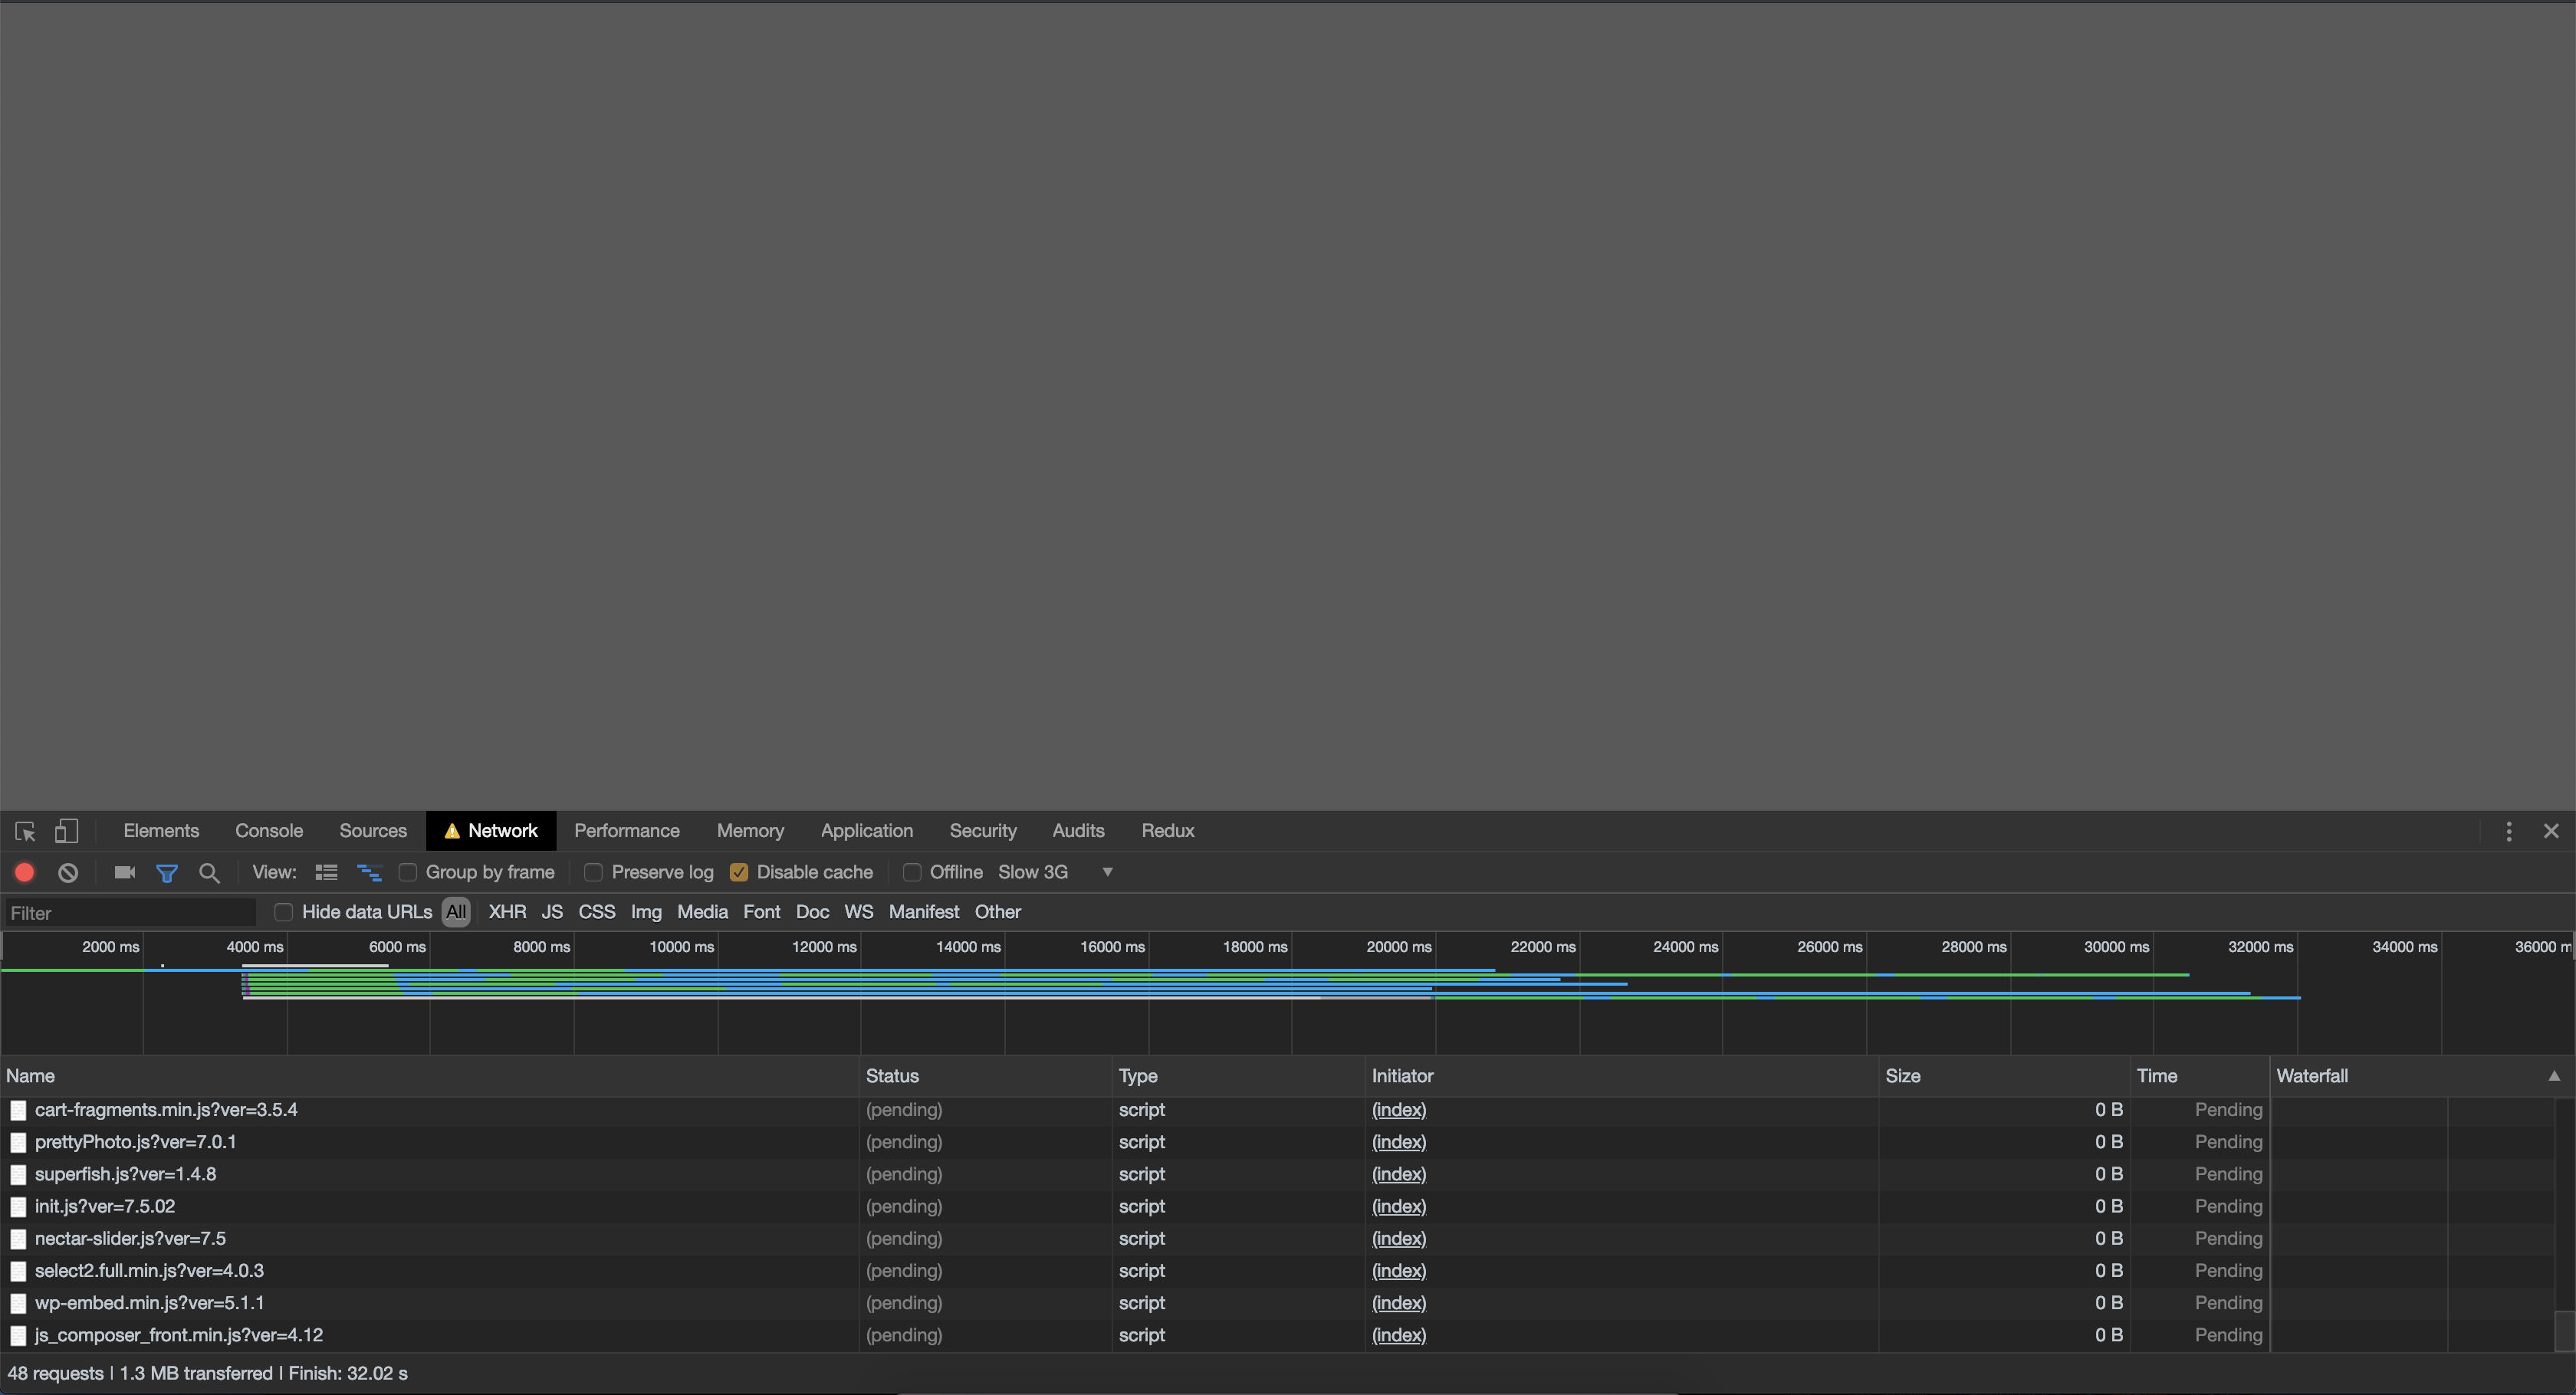 Elements Console Sources Network Performance Memory Application Security Audits Redux
View: Group by frame Preserve log Disable cache Offline Slow 3G
Filter Hide data URLs All XHR JS CSS Img Media Font Doc WS Manifest Other
2000 ms 4000 ms 6000 ms 8000 ms 10000 ms 12000 ms 14000 ms 16000 ms 18000 ms 20000 ms 22000 ms 24000 ms 26000 ms 28000 ms 30000 ms 32000 ms 34000 ms 36000 m
Name Status Type Initiator Size Time Waterfall
cart-fragments.min.js?ver=3.5.4 (pending) script (index) 0 B Pending
prettyPhoto.js?ver=7.0.1 (pending) script (index) 0 B Pending
superfish.js?ver=1.4.8 (pending) script (index) 0 B Pending
init.js?ver=7.5.02 (pending) script (index) 0 B Pending
nectar-slider.js?ver=7.5 (pending) script (index) 0 B Pending
select2.full.min.js?ver=4.0.3 (pending) script (index) 0 B Pending
wp-embed.min.js?ver=5.1.1 (pending) script (index) 0 B Pending
js_composer_front.min.js?ver=4.12 (pending) script (index) 0 B Pending
48 requests | 1.3 MB transferred | Finish: 32.02 s